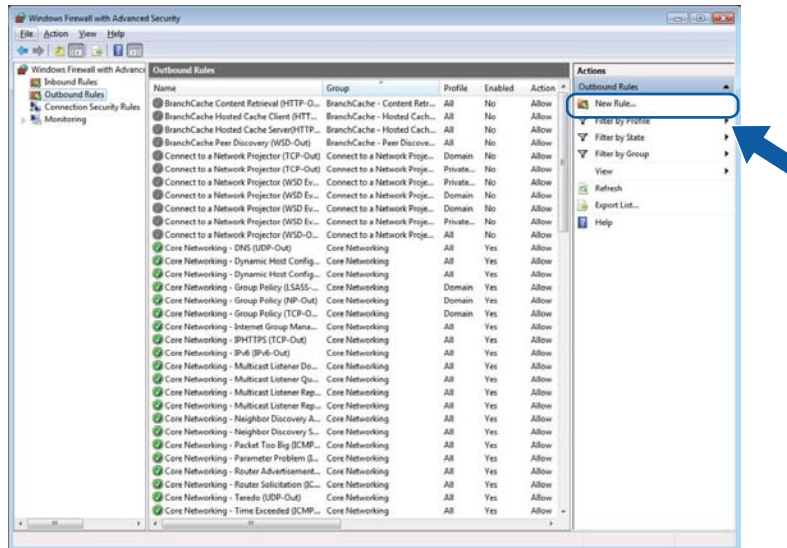 Windows Firewall with Advanced Security
File Action View Help
Windows Firewall with Advance
Inbound Rules
Outbound Rules
Connection Security Rules
Monitoring
Outbound Rules
Name Group Profile Enabled Action
BranchCache Content Retrieval (HTTP-O... BranchCache - Content Retr... All No Allow
BranchCache Hosted Cache Client (HTT... BranchCache - Hosted Cach... All No Allow
BranchCache Hosted Cache Server(HTTP... BranchCache - Hosted Cach... All No Allow
BranchCache Peer Discovery (WSD-Out) BranchCache - Peer Discove... All No Allow
Connect to a Network Projector (TCP-Out) Connect to a Network Proje... Domain No Allow
Connect to a Network Projector (TCP-Out) Connect to a Network Proje... Private... No Allow
Connect to a Network Projector (WSD Ev... Connect to a Network Proje... Private... No Allow
Connect to a Network Projector (WSD Ev... Connect to a Network Proje... Domain No Allow
Connect to a Network Projector (WSD Ev... Connect to a Network Proje... Domain No Allow
Connect to a Network Projector (WSD Ev... Connect to a Network Proje... Private... No Allow
Connect to a Network Projector (WSD-O... Connect to a Network Proje... All No Allow
Core Networking - DNS (UDP-Out) Core Networking All Yes Allow
Core Networking - Dynamic Host Config... Core Networking All Yes Allow
Core Networking - Dynamic Host Config... Core Networking All Yes Allow
Core Networking - Group Policy (LSASS-... Core Networking Domain Yes Allow
Core Networking - Group Policy (NP-Out) Core Networking Domain Yes Allow
Core Networking - Group Policy (TCP-O... Core Networking Domain Yes Allow
Core Networking - Internet Group Mana... Core Networking All Yes Allow
Core Networking - IPHTTPS (TCP-Out) Core Networking All Yes Allow
Core Networking - IPv6 (IPv6-Out) Core Networking All Yes Allow
Core Networking - Multicast Listener Do... Core Networking All Yes Allow
Core Networking - Multicast Listener Qu... Core Networking All Yes Allow
Core Networking - Multicast Listener Rep... Core Networking All Yes Allow
Core Networking - Multicast Listener Rep... Core Networking All Yes Allow
Core Networking - Neighbor Discovery A... Core Networking All Yes Allow
Core Networking - Neighbor Discovery S... Core Networking All Yes Allow
Core Networking - Packet Too Big (ICMP... Core Networking All Yes Allow
Core Networking - Parameter Problem (I... Core Networking All Yes Allow
Core Networking - Router Advertisement... Core Networking All Yes Allow
Core Networking - Router Solicitation (IC... Core Networking All Yes Allow
Core Networking - Teredo (UDP-Out) Core Networking All Yes Allow
Core Networking - Time Exceeded (ICMP... Core Networking All Yes Allow
Actions
Outbound Rules
New Rule...
Filter by Profile
Filter by State
Filter by Group
View
Refresh
Export List...
Help